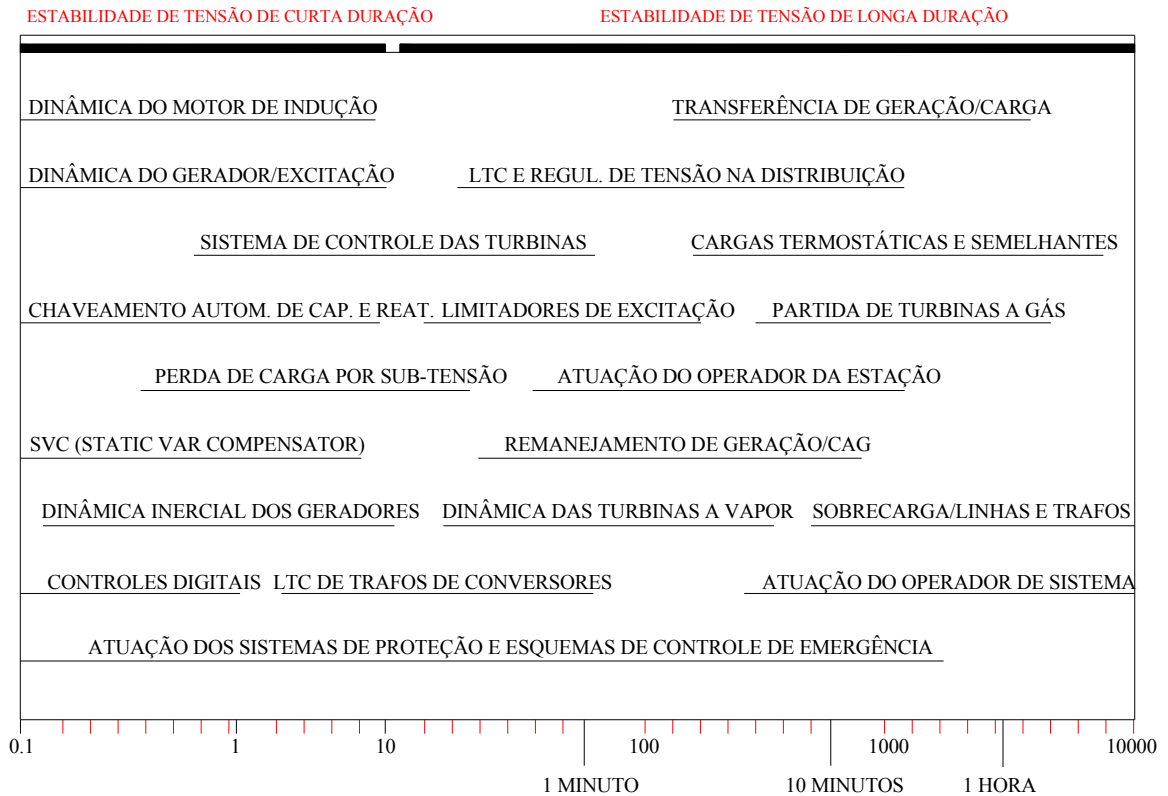 ESTABILIDADE DE TENSÃO DE CURTA DURAÇÃO
ESTABILIDADE DE TENSÃO DE LONGA DURAÇÃO
DINÂMICA DO MOTOR DE INDUÇÃO
TRANSFERÊNCIA DE GERAÇÃO/CARGA
DINÂMICA DO GERADOR/EXCITAÇÃO
LTC E REGUL. DE TENSÃO NA DISTRIBUIÇÃO
SISTEMA DE CONTROLE DAS TURBINAS
CARGAS TERMOSTÁTICAS E SEMELHANTES
CHAVEAMENTO AUTOM. DE CAP. E REAT.
LIMITADORES DE EXCITAÇÃO
PARTIDA DE TURBINAS A GÁS
PERDA DE CARGA POR SUB-TENSÃO
ATUAÇÃO DO OPERADOR DA ESTAÇÃO
SVC (STATIC VAR COMPENSATOR)
REMANEJAMENTO DE GERAÇÃO/CAG
DINÂMICA INERCIAL DOS GERADORES
DINÂMICA DAS TURBINAS A VAPOR
SOBRECARGA/LINHAS E TRAFOS
CONTROLES DIGITAIS
LTC DE TRAFOS DE CONVERSORES
ATUAÇÃO DO OPERADOR DE SISTEMA
ATUAÇÃO DOS SISTEMAS DE PROTEÇÃO E ESQUEMAS DE CONTROLE DE EMERGÊNCIA
0.1 1 10 100 1000 10000
1 MINUTO 10 MINUTOS 1 HORA